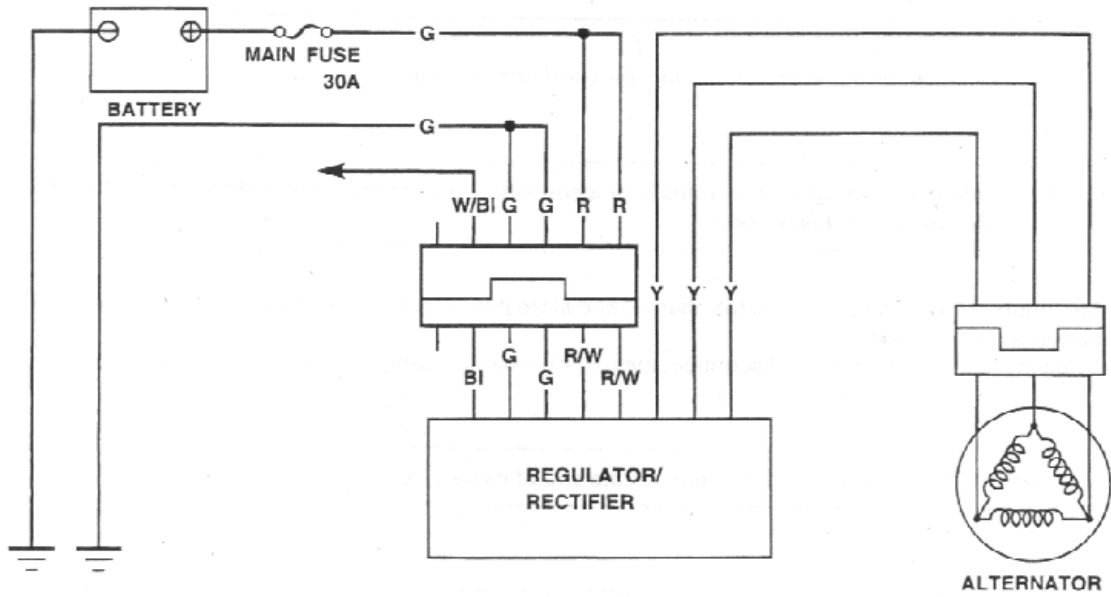 G
MAIN FUSE
30A
BATTERY
G
W/Bl G G R R
Y Y Y
Bl G G R/W R/W
REGULATOR/
RECTIFIER
ALTERNATOR